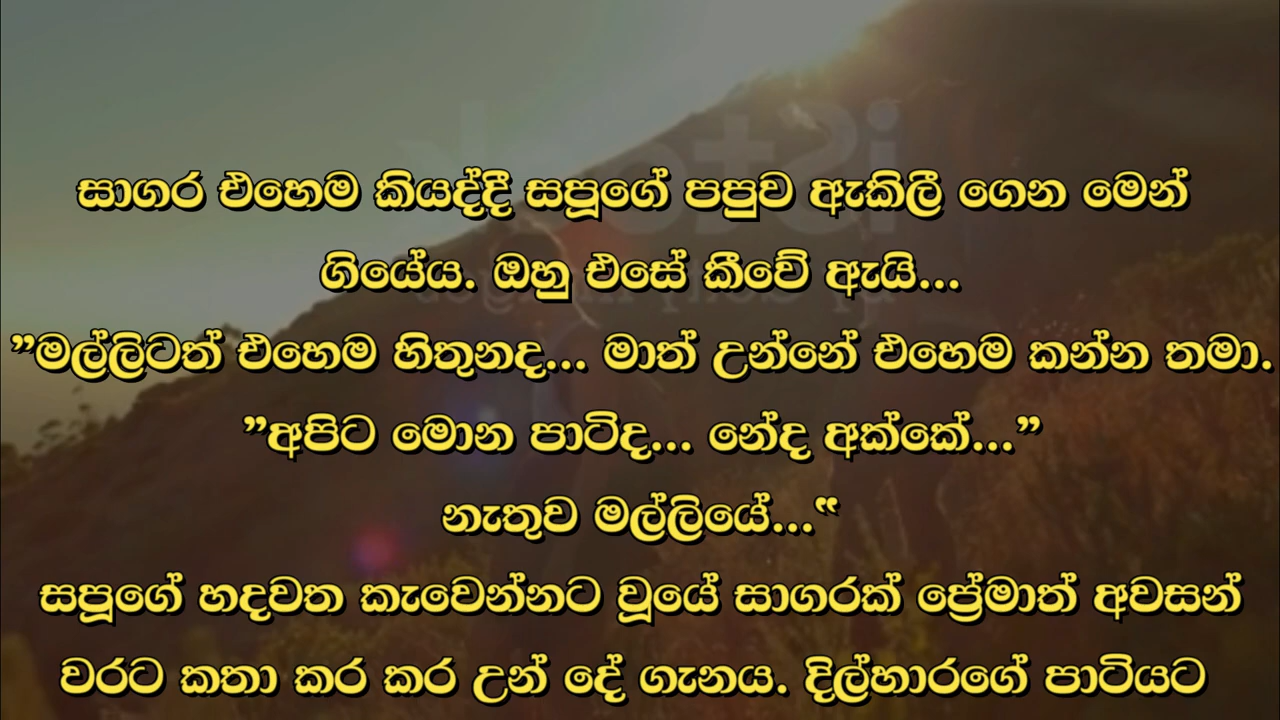 සාගර එහෙම කියද්දී සපූගේ පපුව ඇකිලී ගෙන මෙන්
ගියේය. ඔහු එසේ කීවේ ඇයි...
”මල්ලිටත් එහෙම හිතුනද... මාත් උන්නේ එහෙම කන්න තමා.
”අපිට මොන පාටිද... නේද අක්කේ...”
නැතුව මල්ලියේ...“
සපූගේ හදවත කැවෙන්නට වූයේ සාගරක් ප්‍රේමාත් අවසන්
වරට කතා කර කර උන් දේ ගැනය. දිල්හාරගේ පාටියට